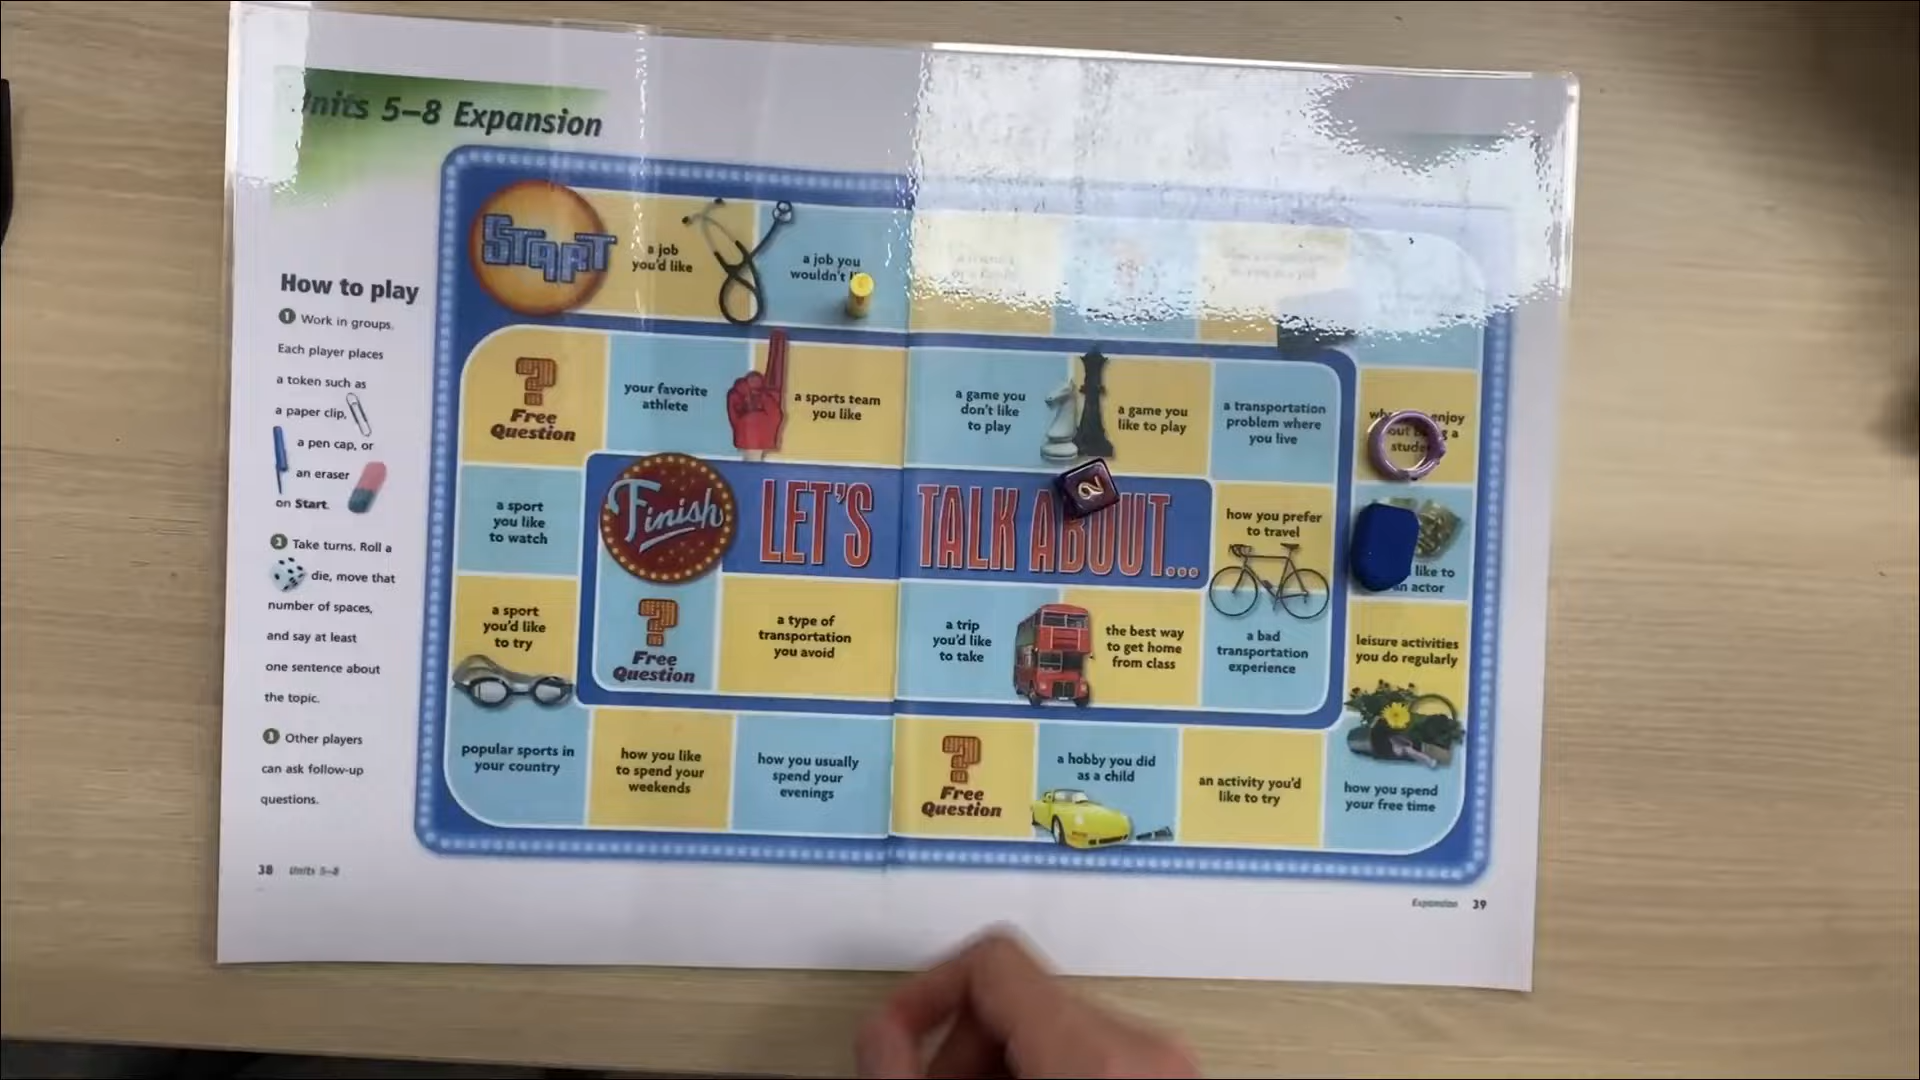 Units 5–8 Expansion
How to play
1 Work in groups.
Each player places
a token such as
a paper clip,
a pen cap, or
an eraser
on Start.
2 Take turns. Roll a
die, move that
number of spaces,
and say at least
one sentence about
the topic.
3 Other players
can ask follow-up
questions.
START
a job
you'd like
a job you
wouldn't
enjoy
a
like to
an actor
leisure activities
you do regularly
how you spend
your free time
an activity you'd
like to try
a hobby you did
as a child
?
Free
Question
how you usually
spend your
evenings
how you like
to spend your
weekends
popular sports in
your country
a sport
you'd like
to try
a sport
you like
to watch
?
Free
Question
your favorite
athlete
a sports team
you like
a game you
don't like
to play
a game you
like to play
a transportation
problem where
you live
how you prefer
to travel
a bad
transportation
experience
the best way
to get home
from class
a trip
you'd like
to take
a type of
transportation
you avoid
?
Free
Question
Finish
LET'S TALK ABOUT...
2
38 Units 5–8
Expansion 39